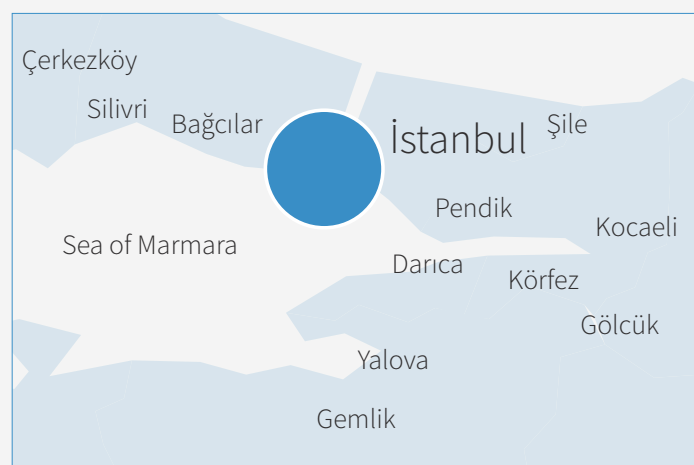 Çerkezköy
Silivri
Bağcılar
İstanbul
Şile
Pendik
Kocaeli
Sea of Marmara
Darıca
Körfez
Gölcük
Yalova
Gemlik